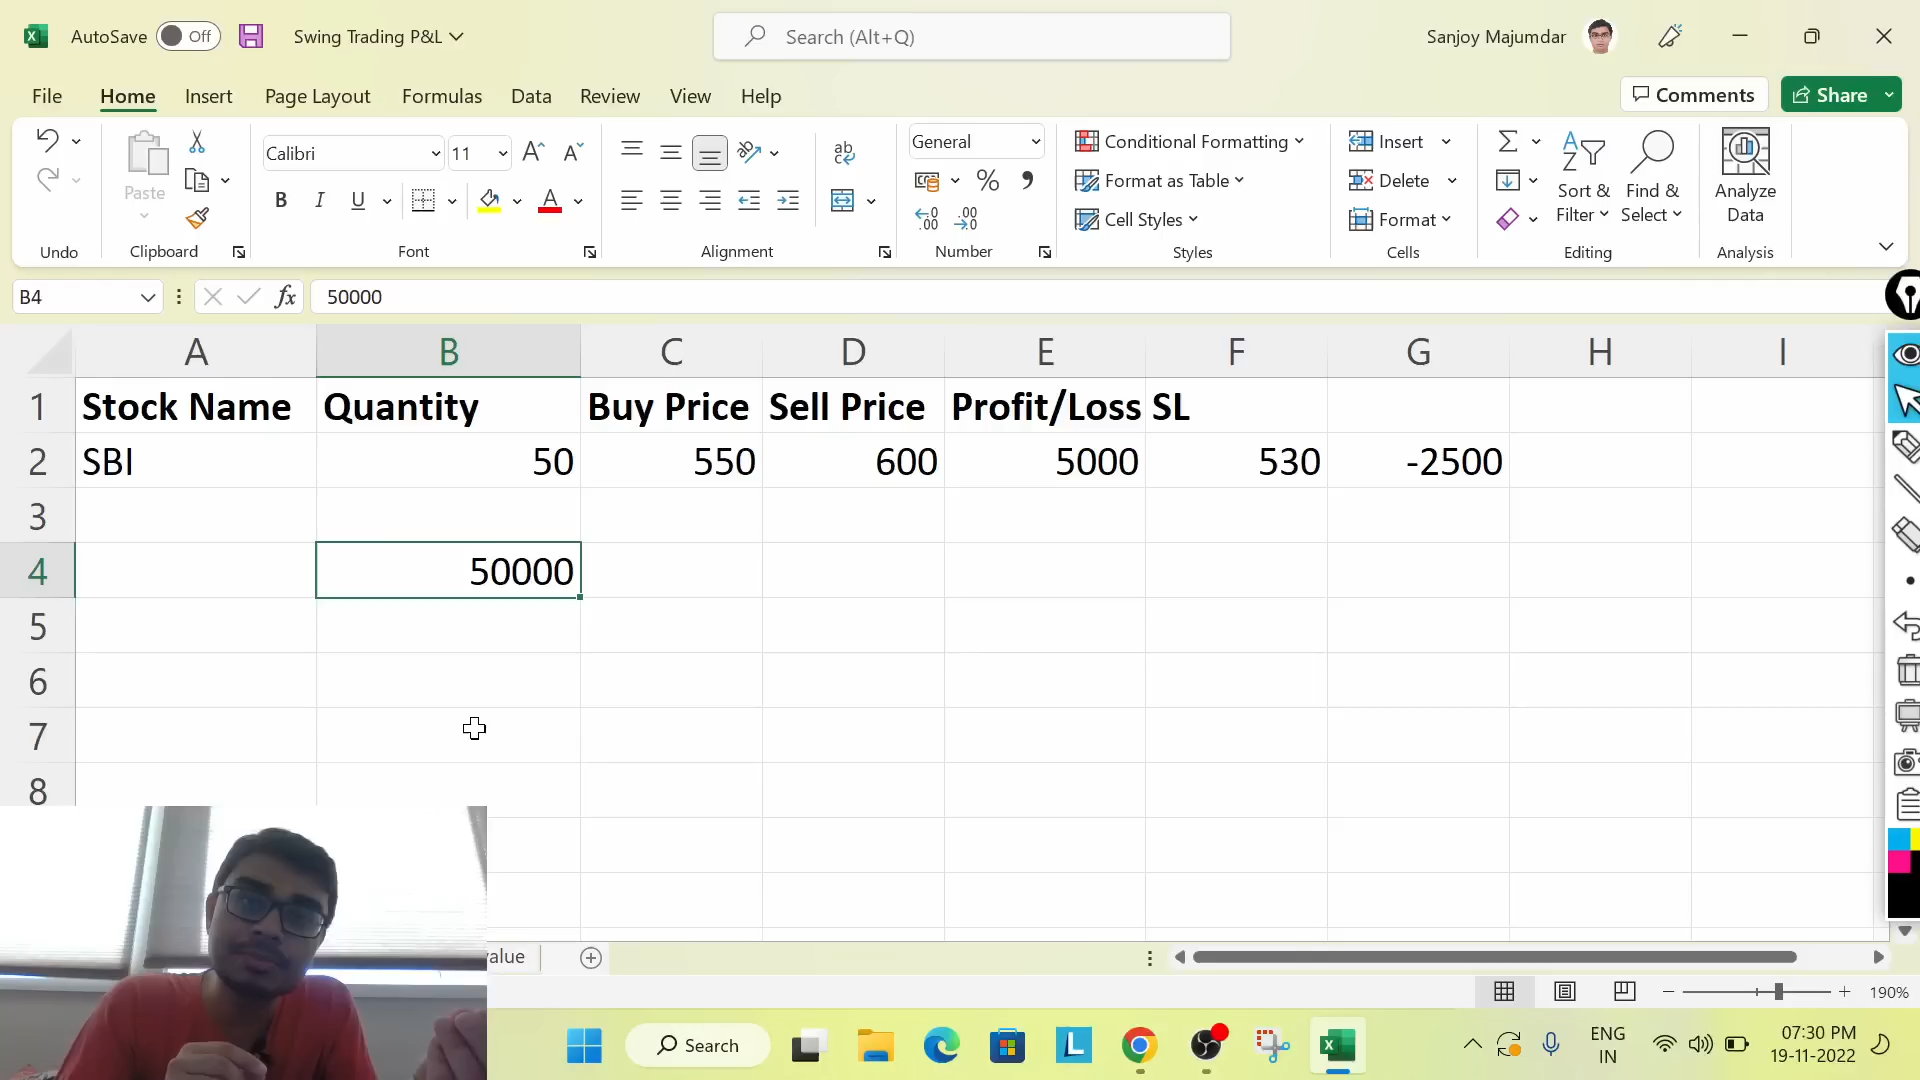 AutoSave Off Swing Trading P&L Search (Alt+Q) Sanjoy Majumdar
File Home Insert Page Layout Formulas Data Review View Help Comments Share
Calibri 11 General Conditional Formatting Insert
Paste Format as Table Delete Sort & Find & Analyze
B I U Cell Styles Format Filter Select Data
Undo Clipboard Font Alignment Number Styles Cells Editing Analysis
B4 fx 50000
A B C D E F G H I
1 Stock Name Quantity Buy Price Sell Price Profit/Loss SL
2 SBI 50 550 600 5000 530 -2500
3
4 50000
5
6
7
8
alue
190%
Search ENG 07:30 PM
IN 19-11-2022